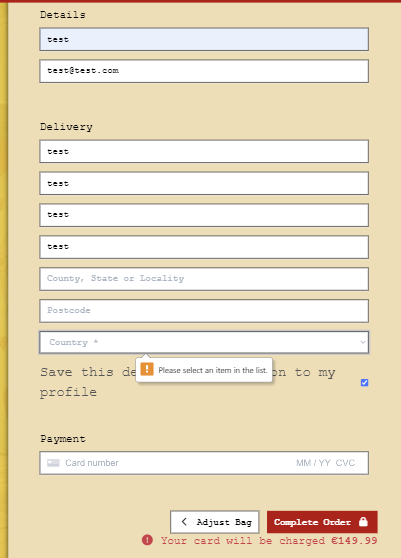 Details
test
test@test.com
Delivery
test
test
test
test
County, State or Locality
Postcode
Country *
Please select an item in the list.
Save this de on to my
profile
Payment
Card number MM / YY CVC
Adjust Bag Complete Order
Your card will be charged €149.99